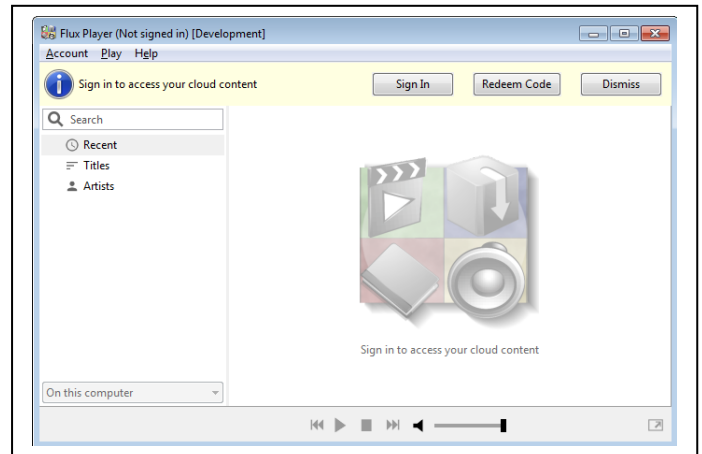 Flux Player (Not signed in) [Development]
Account Play Help
Sign in to access your cloud content Sign In Redeem Code Dismiss
Search
Recent
Titles
Artists
Sign in to access your cloud content
On this computer